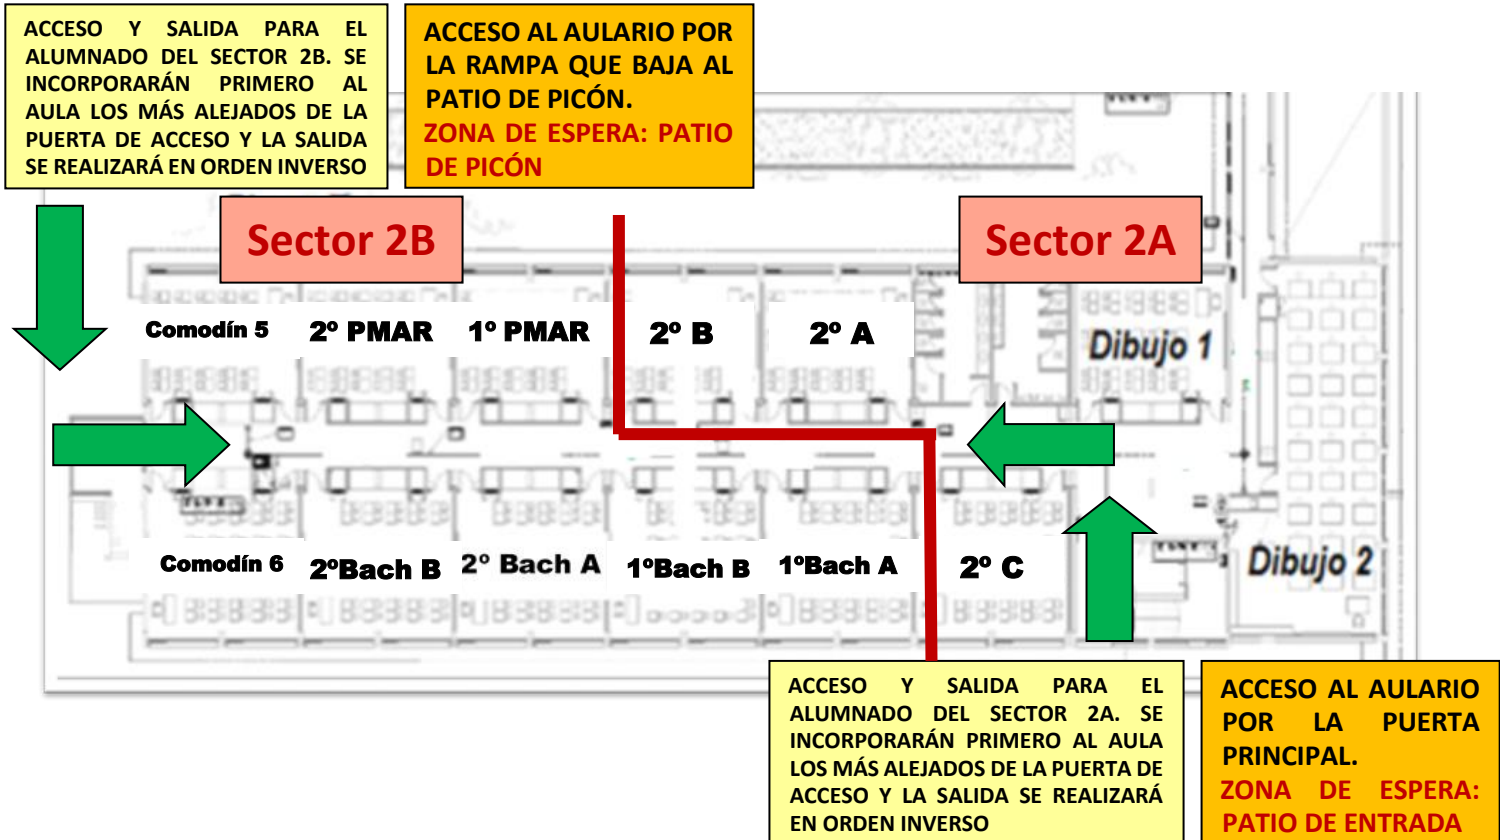 ACCESO Y SALIDA PARA EL
ALUMNADO DEL SECTOR 2B. SE
INCORPORARÁN PRIMERO AL
AULA LOS MÁS ALEJADOS DE LA
PUERTA DE ACCESO Y LA SALIDA
SE REALIZARÁ EN ORDEN INVERSO
ACCESO AL AULARIO POR
LA RAMPA QUE BAJA AL
PATIO DE PICÓN.
ZONA DE ESPERA: PATIO
DE PICÓN
Sector 2B
Sector 2A
Comodín 5
2º PMAR
1º PMAR
2º B
2º A
Dibujo 1
Comodín 6
2ºBach B
2º Bach A
1ºBach B
1ºBach A
2º C
Dibujo 2
ACCESO Y SALIDA PARA EL
ALUMNADO DEL SECTOR 2A. SE
INCORPORARÁN PRIMERO AL AULA
LOS MÁS ALEJADOS DE LA PUERTA DE
ACCESO Y LA SALIDA SE REALIZARÁ
EN ORDEN INVERSO
ACCESO AL AULARIO
POR LA PUERTA
PRINCIPAL.
ZONA DE ESPERA:
PATIO DE ENTRADA